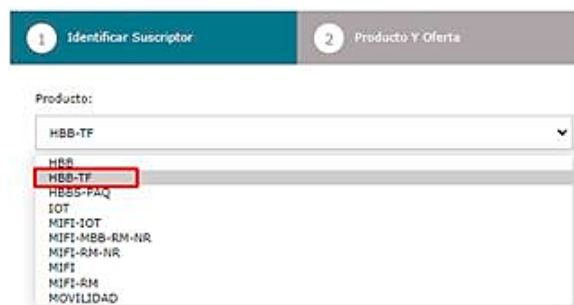 1 Identificar Suscriptor
2 Producto Y Oferta
Producto:
HBB-TF
HBB
HBB-TF
HBBS-PAQ
IOT
MIFI-IOT
MIFI-MBB-RM-NR
MIFI-RM-NR
MIFI
MIFI-RM
MOVILIDAD